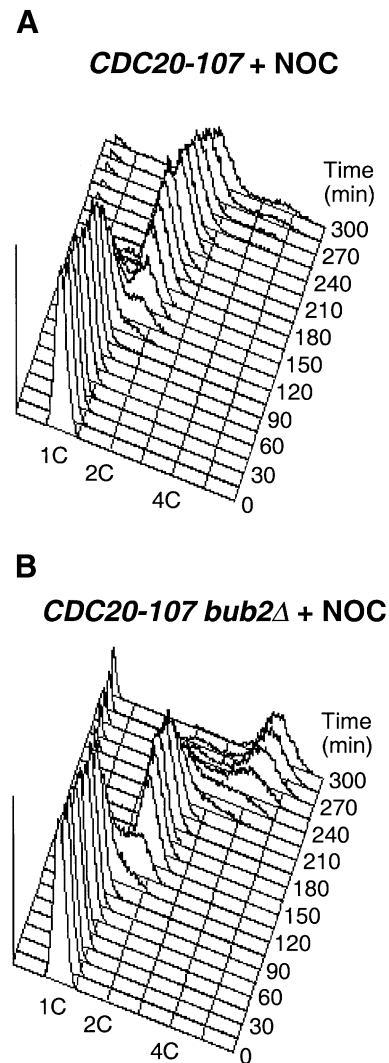 A
CDC20-107 + NOC
Time
(min)
300
270
240
210
180
150
120
90
60
30
0
1C
2C
4C
B
CDC20-107 bub2Δ + NOC
Time
(min)
300
270
240
210
180
150
120
90
60
30
0
1C
2C
4C